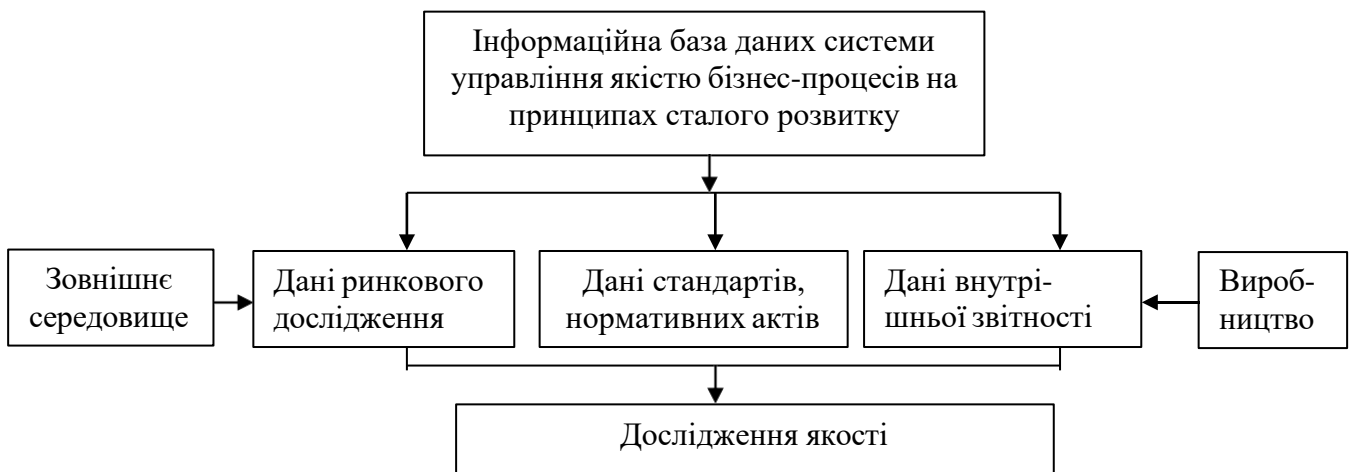 Інформаційна база даних системи
управління якістю бізнес-процесів на
принципах сталого розвитку
Зовнішнє
середовище
Дані ринкового
дослідження
Дані стандартів,
нормативних актів
Дані внутрі-
шньої звітності
Вироб-
ництво
Дослідження якості